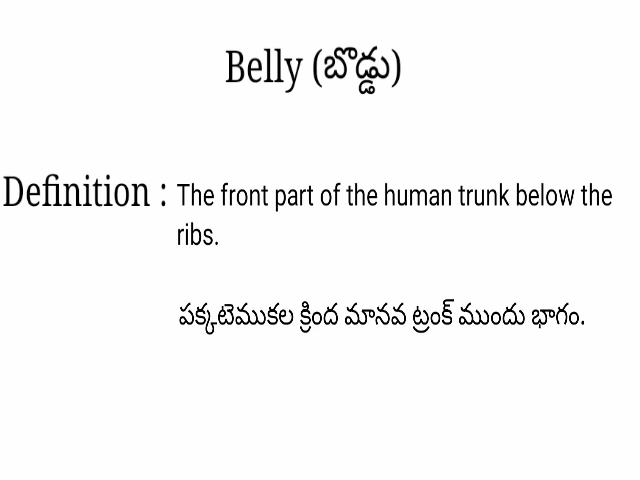 Belly (బొడ్డు)
Definition : The front part of the human trunk below the
ribs.
పక్కటెముకల క్రింద మానవ ట్రంక్ ముందు భాగం.